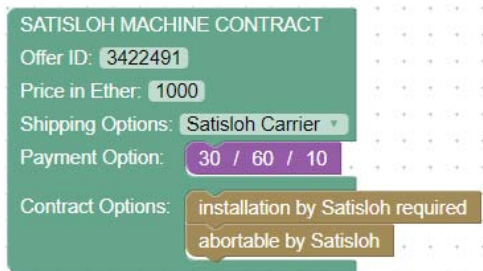 SATISLOH MACHINE CONTRACT
Offer ID: 3422491
Price in Ether: 1000
Shipping Options: Satisloh Carrier
Payment Option: 30 / 60 / 10
Contract Options: installation by Satisloh required
abortable by Satisloh